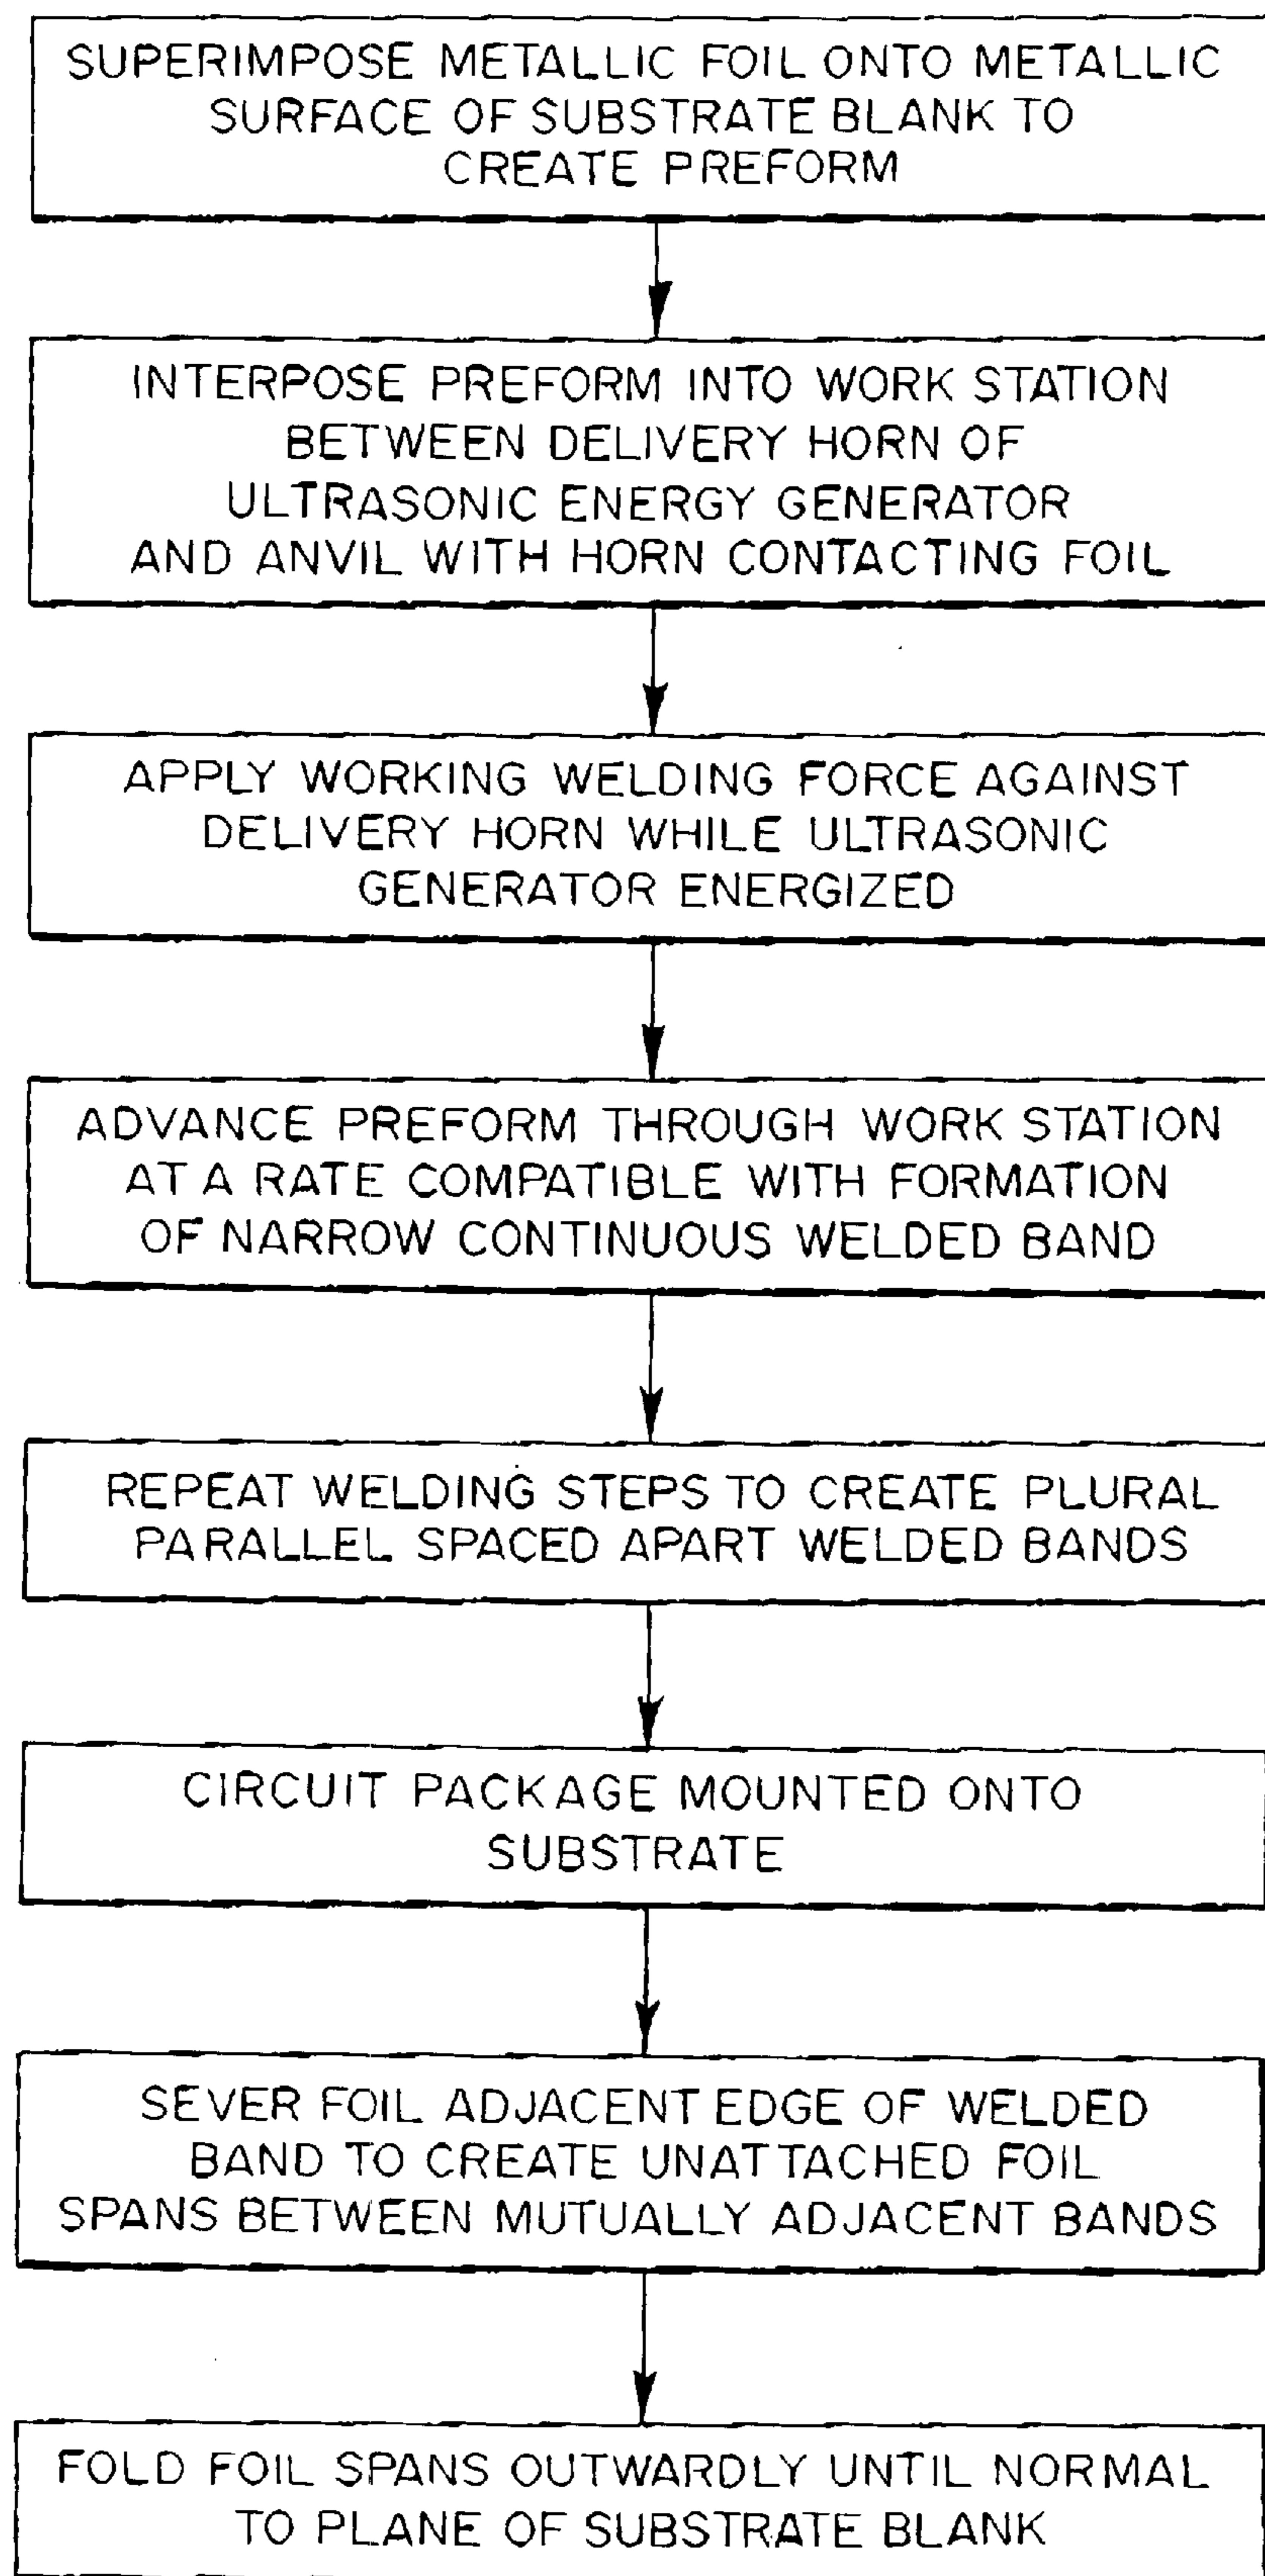 SUPERIMPOSE METALLIC FOIL ONTO METALLIC
SURFACE OF SUBSTRATE BLANK TO
CREATE PREFORM
INTERPOSE PREFORM INTO WORK STATION
BETWEEN DELIVERY HORN OF
ULTRASONIC ENERGY GENERATOR
AND ANVIL WITH HORN CONTACTING FOIL
APPLY WORKING WELDING FORCE AGAINST
DELIVERY HORN WHILE ULTRASONIC
GENERATOR ENERGIZED
ADVANCE PREFORM THROUGH WORK STATION
AT A RATE COMPATIBLE WITH FORMATION
OF NARROW CONTINUOUS WELDED BAND
REPEAT WELDING STEPS TO CREATE PLURAL
PARALLEL SPACED APART WELDED BANDS
CIRCUIT PACKAGE MOUNTED ONTO
SUBSTRATE
SEVER FOIL ADJACENT EDGE OF WELDED
BAND TO CREATE UNATTACHED FOIL
SPANS BETWEEN MUTUALLY ADJACENT BANDS
FOLD FOIL SPANS OUTWARDLY UNTIL NORMAL
TO PLANE OF SUBSTRATE BLANK